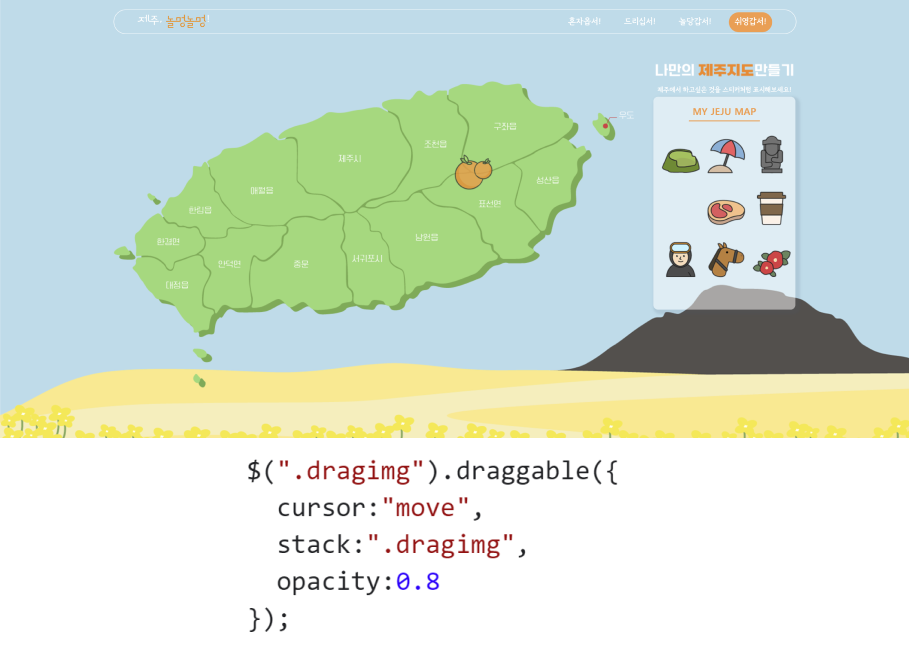 제주. 놀멍놀멍!
혼자옵서!
드리십서!
놀당갑서!
쉬영갑서!
나만의 제주지도만들기
제주에서 하고싶은 것을 스티커처럼 표시해보세요!
MY JEJU MAP
우도
구좌읍
조천읍
제주시
성산읍
애월읍
표선면
한림읍
남원읍
한경면
서귀포시
안덕면
중문
대정읍
$(".dragimg").draggable({
cursor:"move",
stack:".dragimg",
opacity:0.8
});